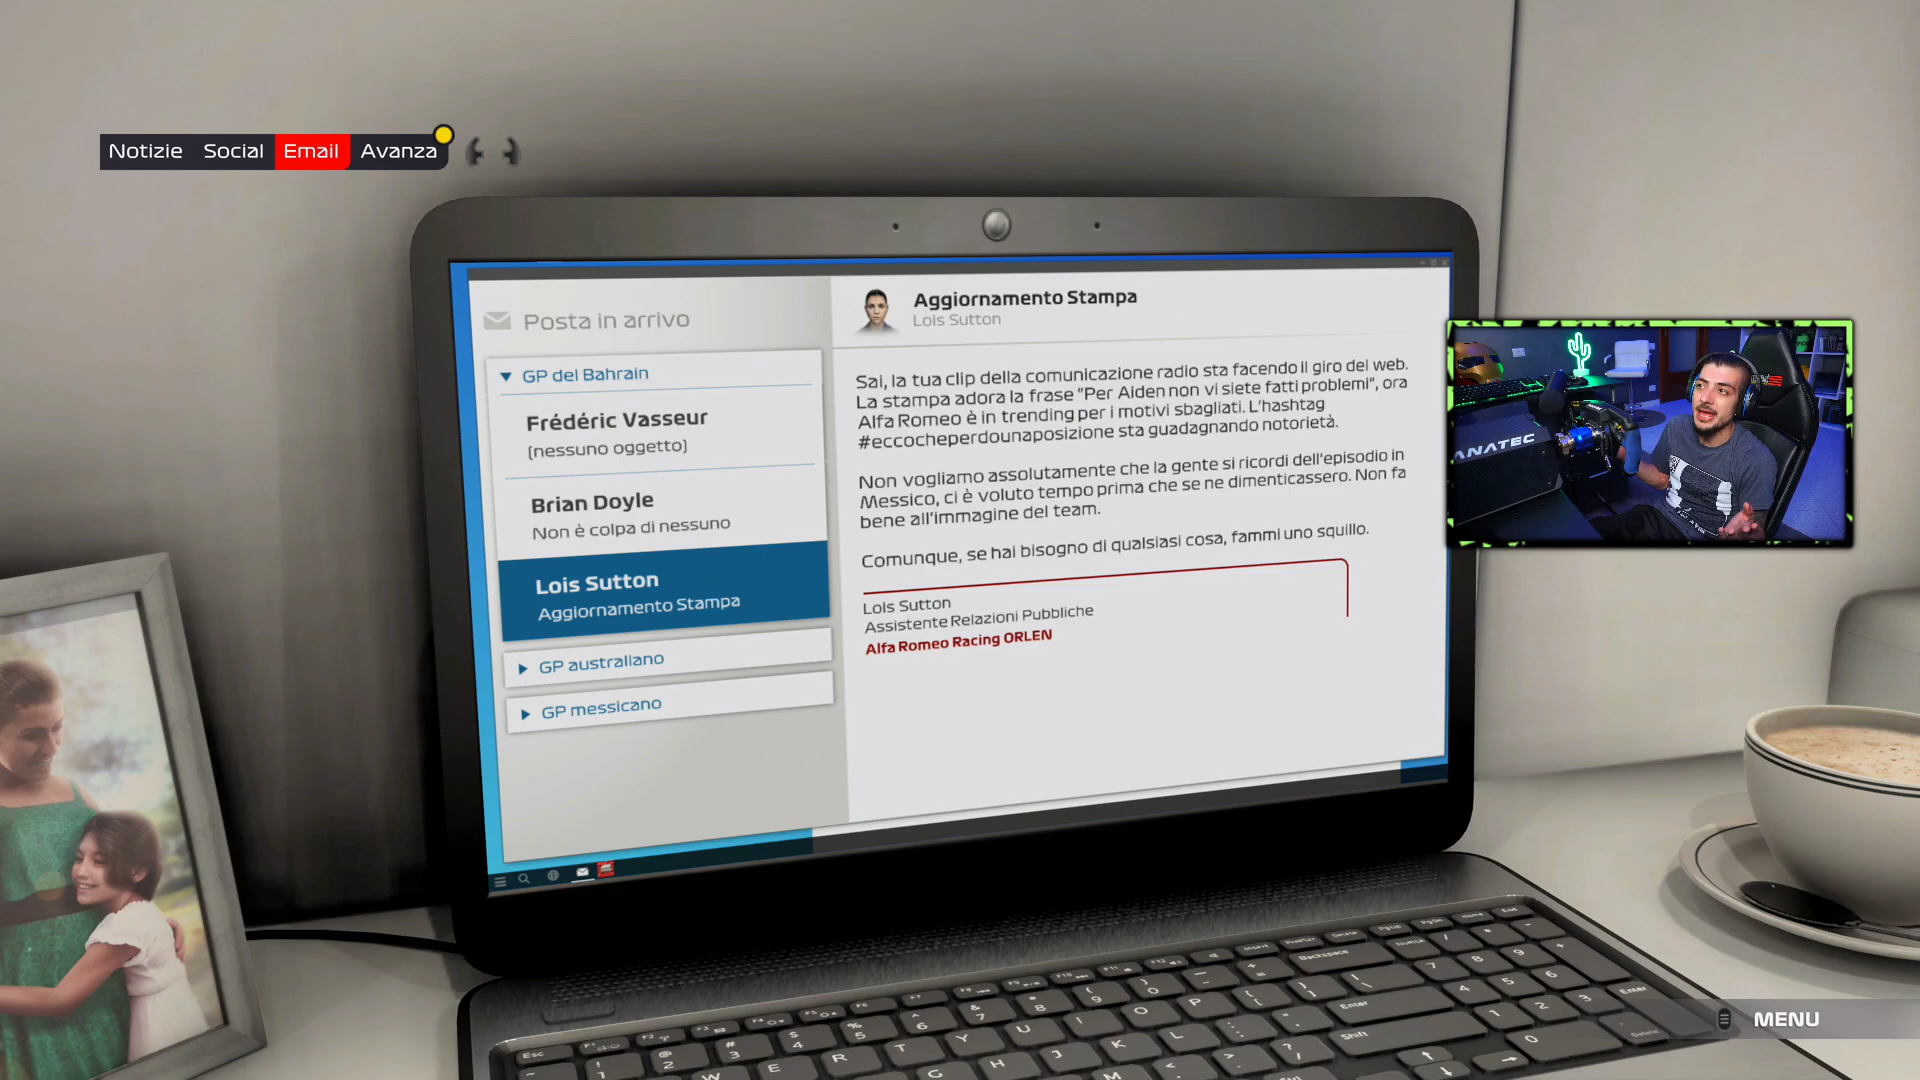 Notizie Social Email Avanza
Posta in arrivo
GP del Bahrain
Frédéric Vasseur
(nessuno oggetto)
Brian Doyle
Non è colpa di nessuno
Lois Sutton
Aggiornamento Stampa
GP australiano
GP messicano
Aggiornamento Stampa
Lois Sutton
Sai, la tua clip della comunicazione radio sta facendo il giro del web.
La stampa adora la frase "Per Aiden non vi siete fatti problemi", ora
Alfa Romeo è in trending per i motivi sbagliati. L'hashtag
#eccocheperdounaposizione sta guadagnando notorietà.
Non vogliamo assolutamente che la gente si ricordi dell'episodio in
Messico, ci è voluto tempo prima che se ne dimenticassero. Non fa
bene all'immagine del team.
Comunque, se hai bisogno di qualsiasi cosa, fammi uno squillo.
Lois Sutton
Assistente Relazioni Pubbliche
Alfa Romeo Racing ORLEN
ANATEC
MENU
Backspace
Enter
Shift
Esc
Enter
Delete